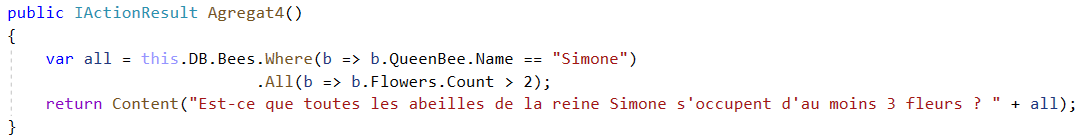 public IActionResult Agregat4()
{
var all = this.DB.Bees.Where(b => b.QueenBee.Name == "Simone")
.All(b => b.Flowers.Count > 2);
return Content("Est-ce que toutes les abeilles de la reine Simone s'occupent d'au moins 3 fleurs ? " + all);
}